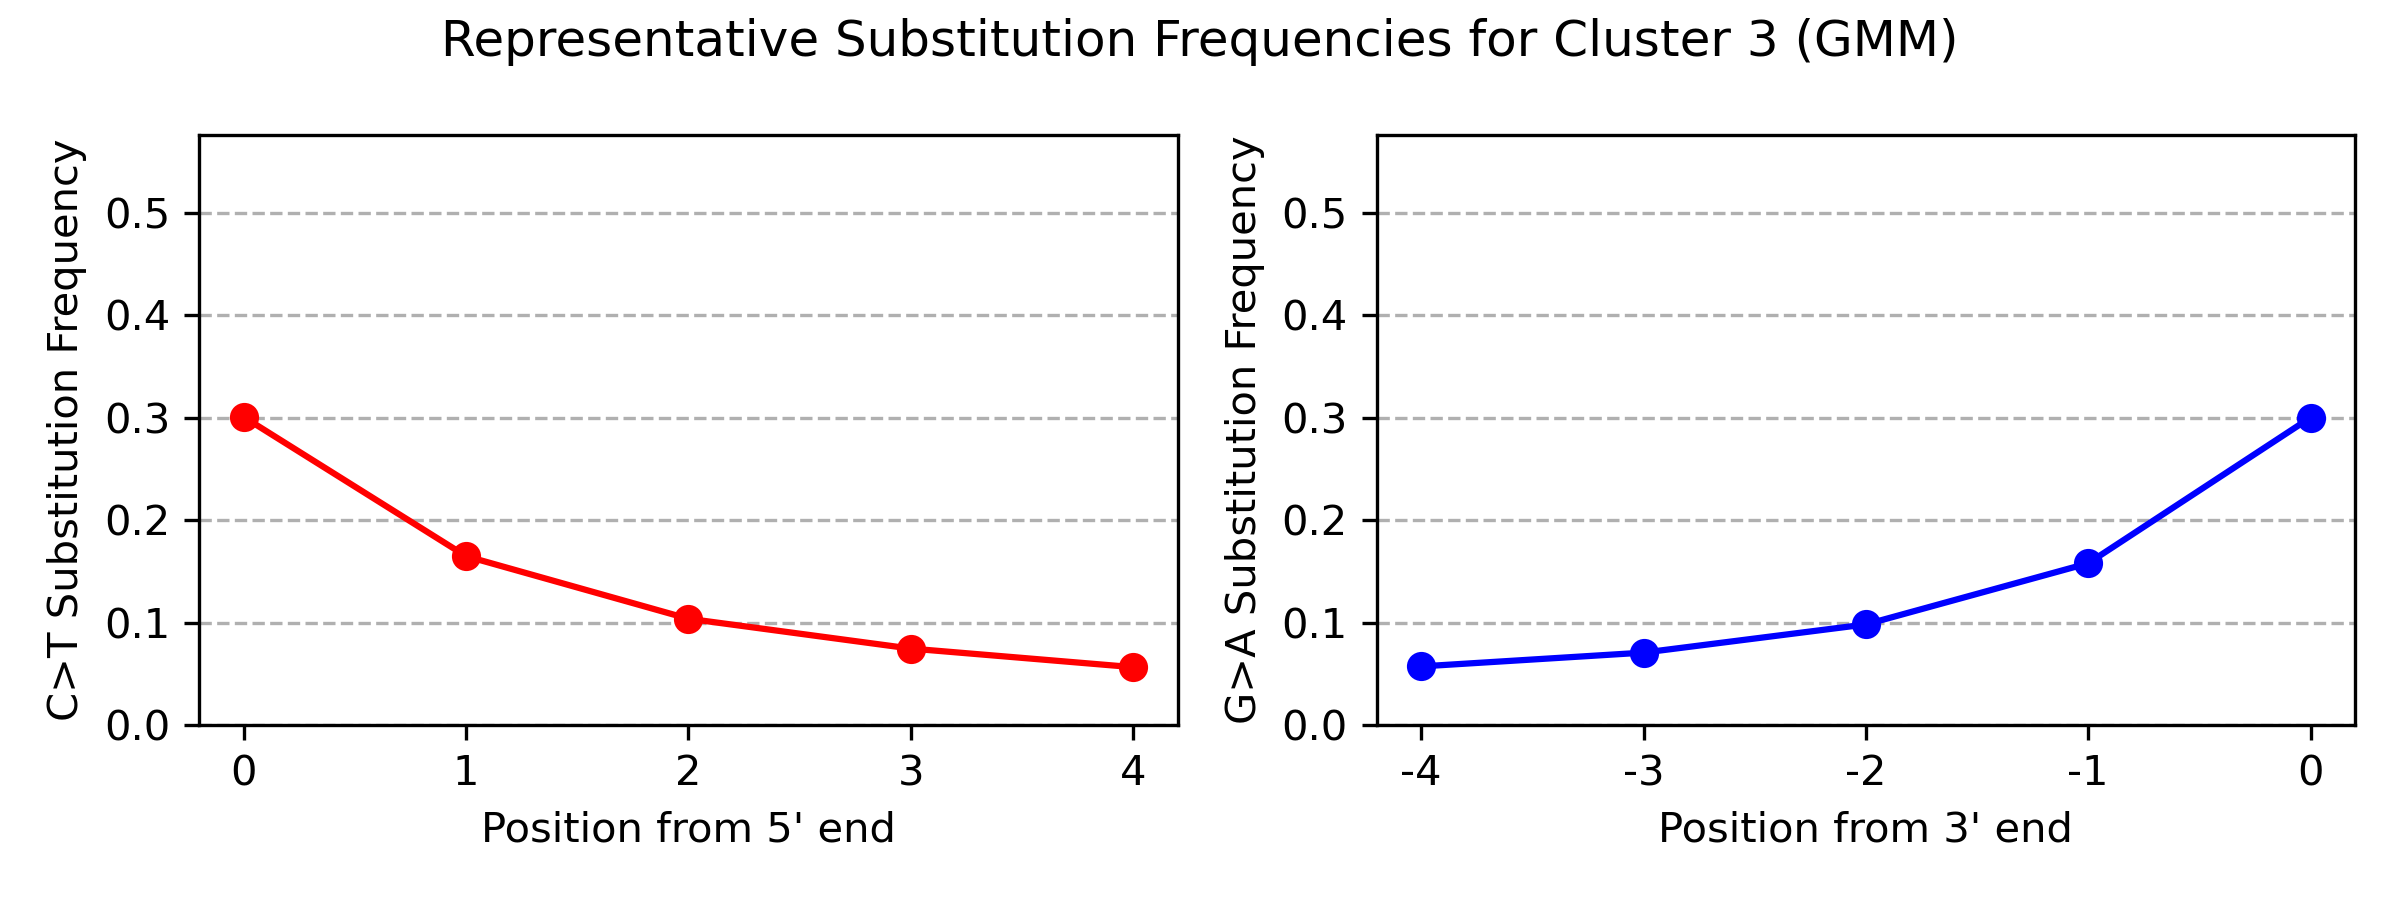 Representative Substitution Frequencies for Cluster 3 (GMM)
C>T Substitution Frequency
0.5
0.4
0.3
0.2
0.1
0.0
0 1 2 3 4
Position from 5' end
G>A Substitution Frequency
0.5
0.4
0.3
0.2
0.1
0.0
-4 -3 -2 -1 0
Position from 3' end